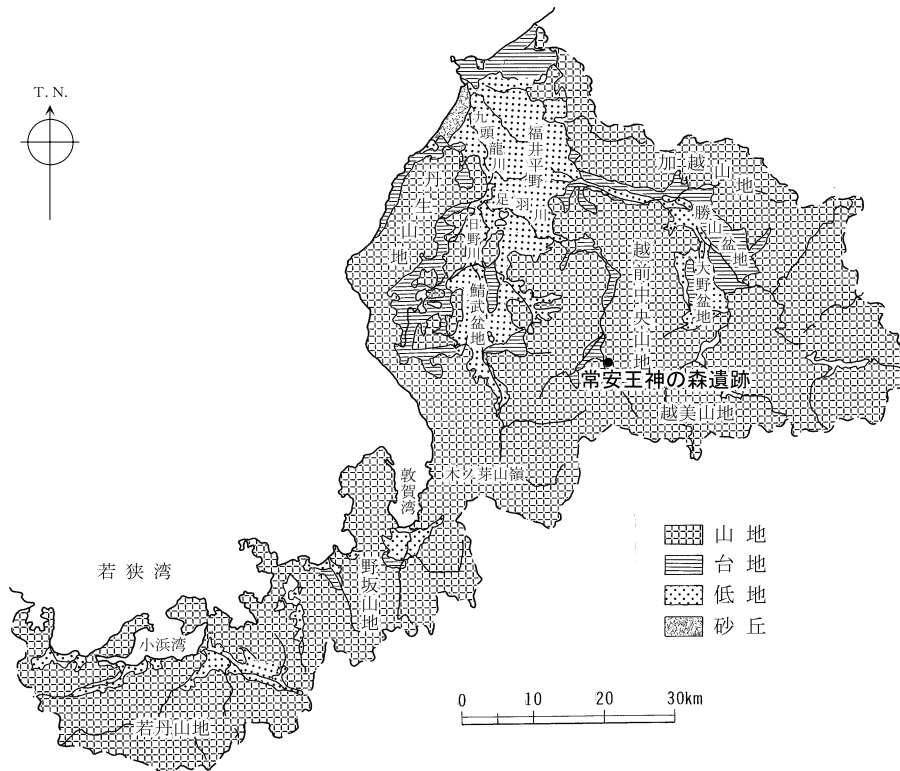 T. N.
加越山地
九頭龍川
福井平野
丹生山地
足羽川
日野川
勝山盆地
越前中央山地
大野盆地
鯖武盆地
常安王神の森遺跡
越美山地
木ノ芽山嶺
敦賀湾
山地
台地
低地
砂丘
若狭湾
野坂山地
小浜湾
若丹山地
0 10 20 30km